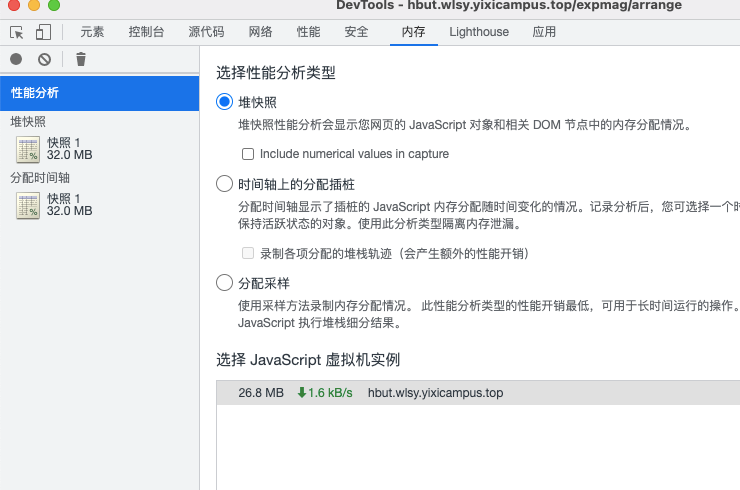 DevTools - hbut.wlsy.yixicampus.top/expmag/arrange
元素 控制台 源代码 网络 性能 安全 内存 Lighthouse 应用
性能分析
堆快照
快照 1
32.0 MB
分配时间轴
快照 1
32.0 MB
选择性能分析类型
堆快照
堆快照性能分析会显示您网页的 JavaScript 对象和相关 DOM 节点中的内存分配情况。
Include numerical values in capture
时间轴上的分配插桩
分配时间轴显示了插桩的 JavaScript 内存分配随时间变化的情况。记录分析后，您可选择一个时
保持活跃状态的对象。使用此分析类型隔离内存泄漏。
录制各项分配的堆栈轨迹（会产生额外的性能开销）
分配采样
使用采样方法录制内存分配情况。 此性能分析类型的性能开销最低，可用于长时间运行的操作。
JavaScript 执行堆栈细分结果。
选择 JavaScript 虚拟机实例
26.8 MB 1.6 kB/s hbut.wlsy.yixicampus.top